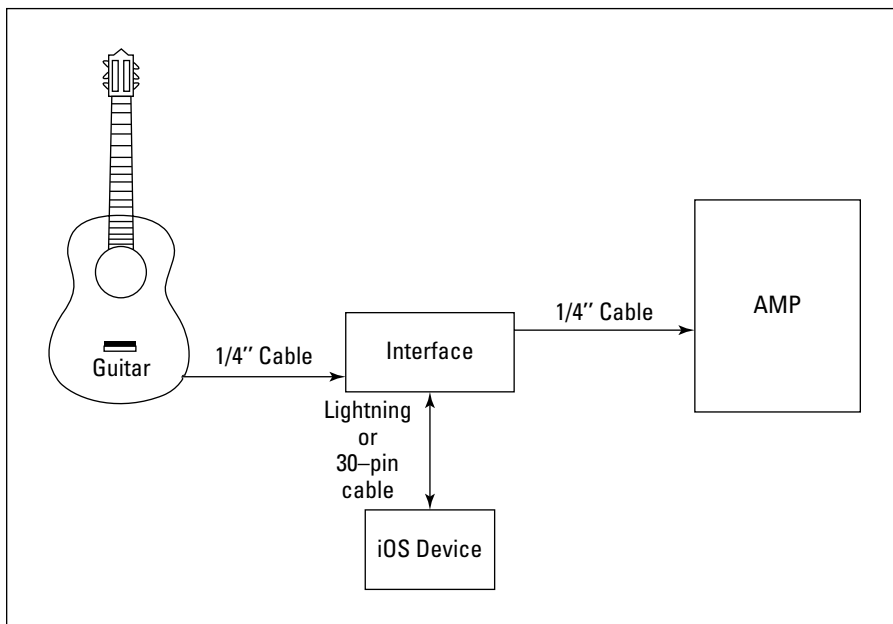 Guitar
1/4″ Cable
Interface
1/4″ Cable
AMP
Lightning
or
30–pin
cable
iOS Device